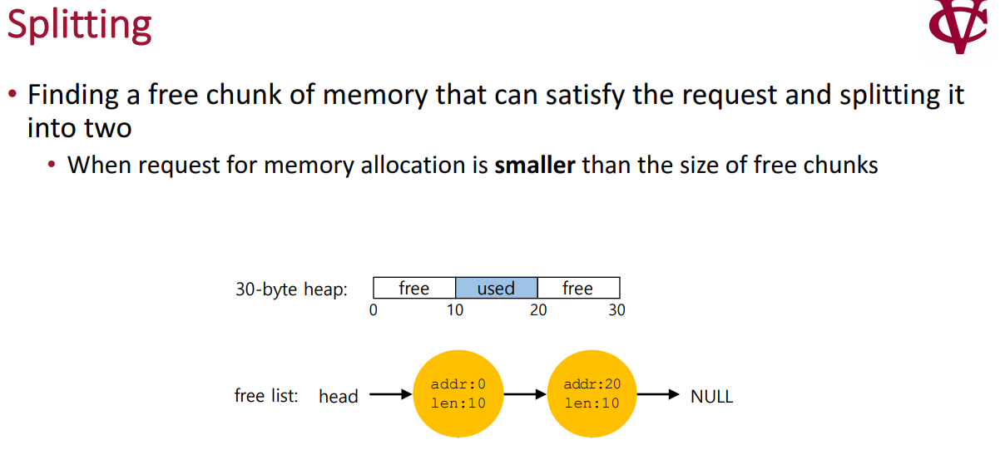 Splitting
• Finding a free chunk of memory that can satisfy the request and splitting it
into two
• When request for memory allocation is smaller than the size of free chunks
30-byte heap: free used free
0 10 20 30
free list: head addr:0 len:10 addr:20 len:10 NULL